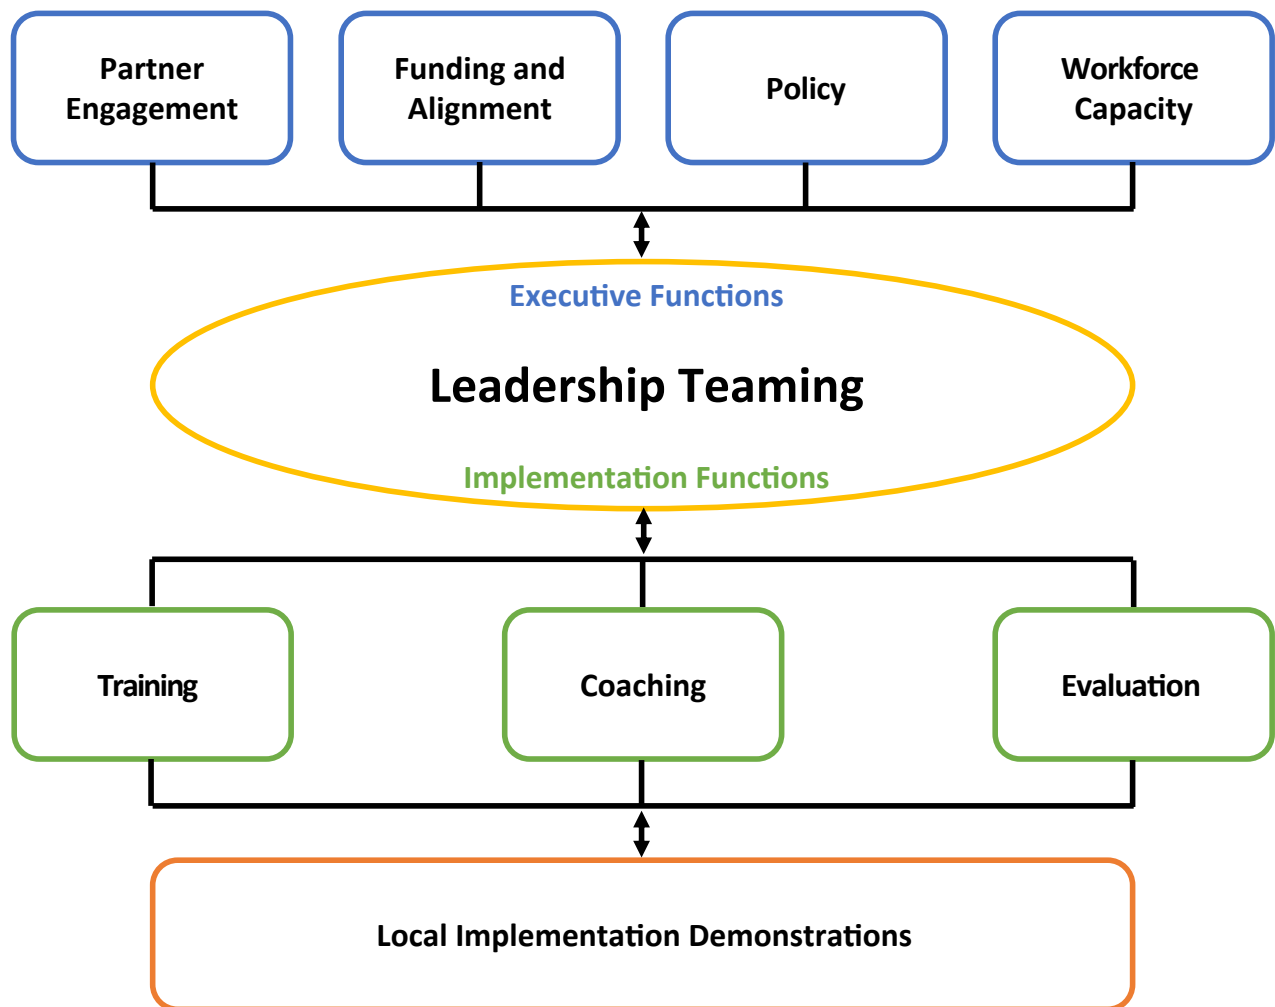 Partner
Engagement
Funding and
Alignment
Policy
Workforce
Capacity
Executive Functions
Leadership Teaming
Implementation Functions
Training
Coaching
Evaluation
Local Implementation Demonstrations